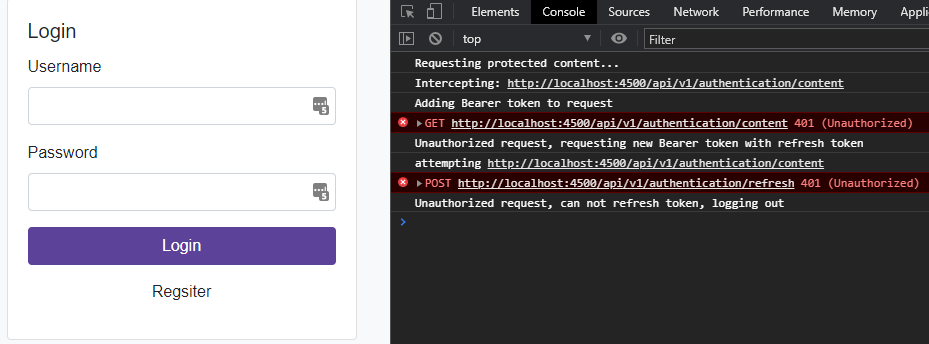 Login
Username
5
Password
5
Login
Regsiter
Elements Console Sources Network Performance Memory Appli
top Filter
Requesting protected content...
Intercepting: http://localhost:4500/api/v1/authentication/content
Adding Bearer token to request
GET http://localhost:4500/api/v1/authentication/content 401 (Unauthorized)
Unauthorized request, requesting new Bearer token with refresh token
attempting http://localhost:4500/api/v1/authentication/content
POST http://localhost:4500/api/v1/authentication/refresh 401 (Unauthorized)
Unauthorized request, can not refresh token, logging out